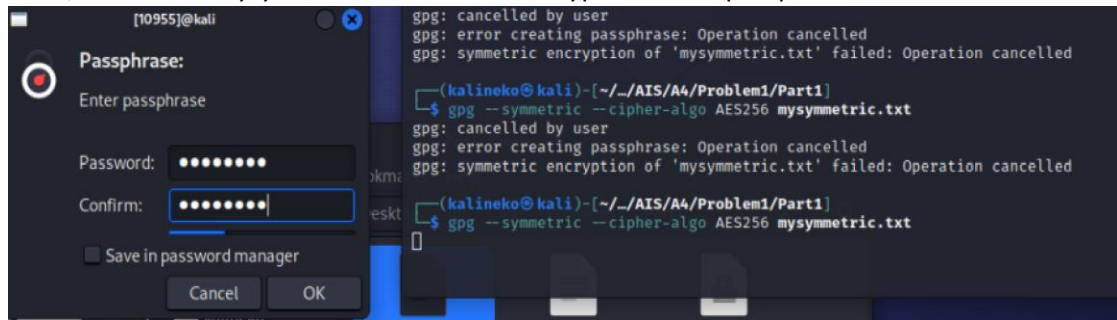 [10955]@kali
Passphrase:
Enter passphrase
Password: ●●●●●●●●
Confirm: ●●●●●●●●
Save in password manager
Cancel OK
gpg: cancelled by user
gpg: error creating passphrase: Operation cancelled
gpg: symmetric encryption of 'mysymmetric.txt' failed: Operation cancelled
┌──(kalineko㉿kali)-[~/…/AIS/A4/Problem1/Part1]
└─$ gpg --symmetric --cipher-algo AES256 mysymmetric.txt
gpg: cancelled by user
gpg: error creating passphrase: Operation cancelled
gpg: symmetric encryption of 'mysymmetric.txt' failed: Operation cancelled
┌──(kalineko㉿kali)-[~/…/AIS/A4/Problem1/Part1]
└─$ gpg --symmetric --cipher-algo AES256 mysymmetric.txt